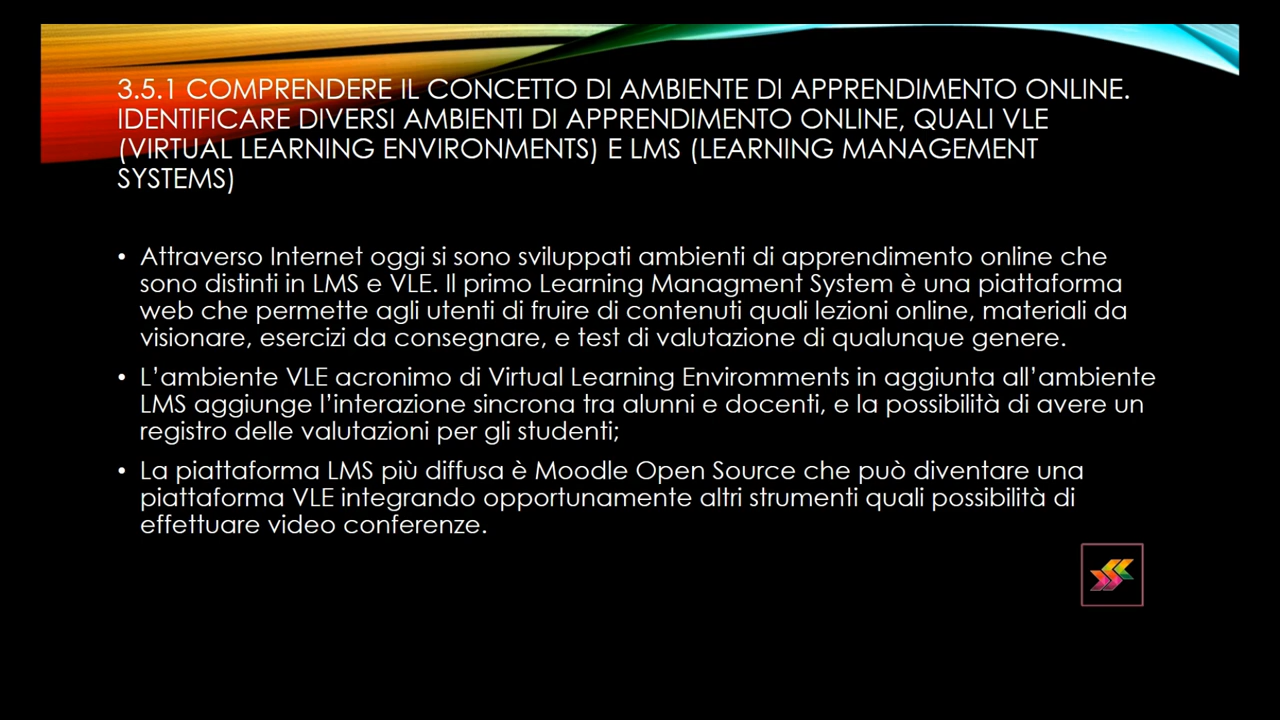 3.5.1 COMPRENDERE IL CONCETTO DI AMBIENTE DI APPRENDIMENTO ONLINE.
IDENTIFICARE DIVERSI AMBIENTI DI APPRENDIMENTO ONLINE, QUALI VLE
(VIRTUAL LEARNING ENVIRONMENTS) E LMS (LEARNING MANAGEMENT
SYSTEMS)
• Attraverso Internet oggi si sono sviluppati ambienti di apprendimento online che
sono distinti in LMS e VLE. Il primo Learning Managment System è una piattaforma
web che permette agli utenti di fruire di contenuti quali lezioni online, materiali da
visionare, esercizi da consegnare, e test di valutazione di qualunque genere.
• L'ambiente VLE acronimo di Virtual Learning Enviromments in aggiunta all'ambiente
LMS aggiunge l'interazione sincrona tra alunni e docenti, e la possibilità di avere un
registro delle valutazioni per gli studenti;
• La piattaforma LMS più diffusa è Moodle Open Source che può diventare una
piattaforma VLE integrando opportunamente altri strumenti quali possibilità di
effettuare video conferenze.